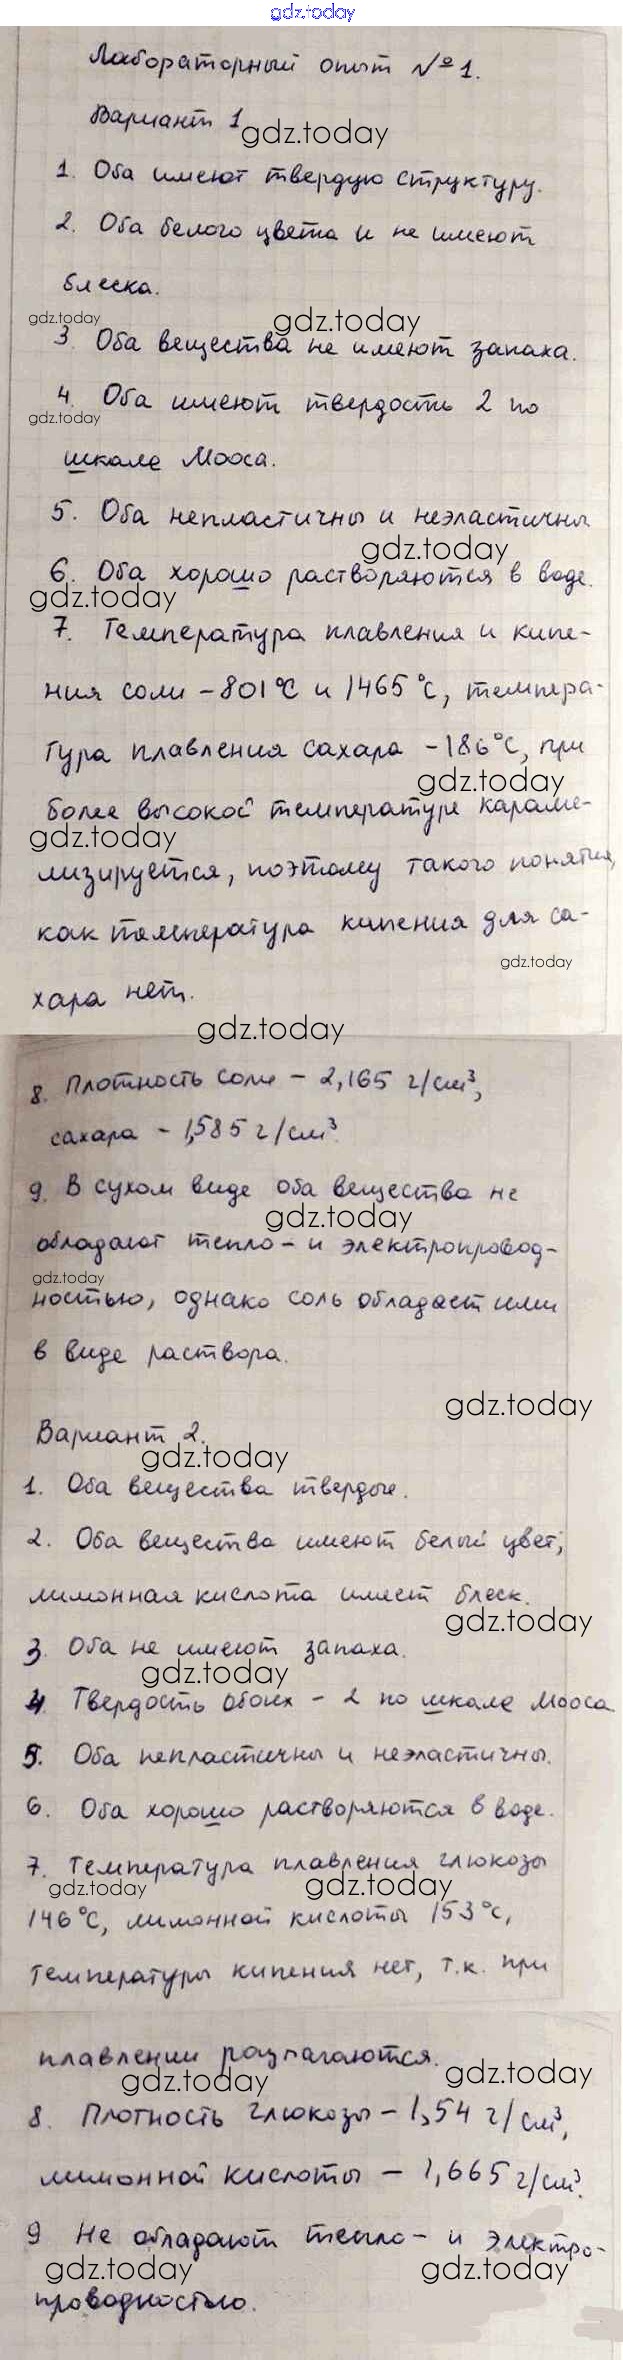 gdz.today
Лабораторный опыт № 1.
Вариант 1
gdz.today
1. Оба имеют твердую структуру.
2. Оба белого цвета и не имеют
блеска.
gdz.today
gdz.today
3. Оба вещества не имеют запаха.
4. Оба имеют твердость 2 по
gdz.today
шкале Мооса.
5. Оба непластичны и неэластичны
gdz.today
6. Оба хорошо растворяются в воде.
gdz.today
7. Температура плавления и кипе-
ния соли - 801°С и 1465°С, темпера-
тура плавления сахара - 186°С, при
gdz.today
более высокой температуре караме-
gdz.today
лизируется, поэтому такого понятия,
как температура кипения для са-
gdz.today
хара нет.
gdz.today
8. Плотность соли - 2,165 г/см³,
сахара - 1,585 г/см³.
9. В сухом виде оба вещества не
gdz.today
обладают тепло- и электропровод-
gdz.today
ностью, однако соль обладает ими
в виде раствора.
gdz.today
Вариант 2.
gdz.today
1. Оба вещества твердые.
2. Оба вещества имеют белый цвет,
лимонная кислота имеет блеск.
gdz.today
3. Оба не имеют запаха.
gdz.today
4. Твердость обоих - 2 по шкале Мооса
5. Оба непластичны и неэластичны.
6. Оба хорошо растворяются в воде.
7. Температура плавления глюкозы
gdz.today
gdz.today
146°С, лимонной кислоты 153°С,
температуры кипения нет, т.к. при
плавлении разлагаются.
gdz.today
gdz.today
8. Плотность глюкозы - 1,54 г/см³,
лимонной кислоты - 1,665 г/см³.
9 Не обладают тепло- и электро-
gdz.today
gdz.today
проводностью.